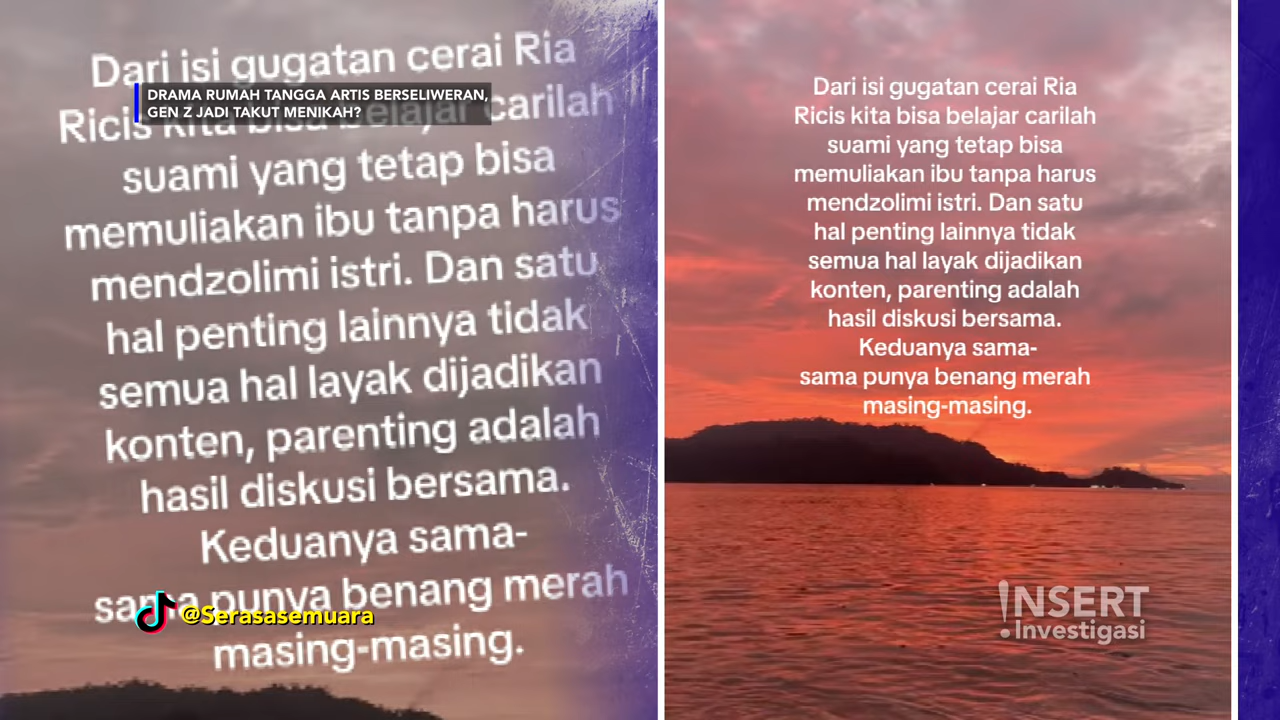 Dari isi gugatan cerai Ria
DRAMA RUMAH TANGGA ARTIS BERSELIWERAN,
GEN Z JADI TAKUT MENIKAH?
Ricis kita bisa belajar carilah
suami yang tetap bisa
memuliakan ibu tanpa harus
mendzolimi istri. Dan satu
hal penting lainnya tidak
semua hal layak dijadikan
konten, parenting adalah
hasil diskusi bersama.
Keduanya sama-
sama punya benang merah
@Serasasemuara
masing-masing.
Dari isi gugatan cerai Ria
Ricis kita bisa belajar carilah
suami yang tetap bisa
memuliakan ibu tanpa harus
mendzolimi istri. Dan satu
hal penting lainnya tidak
semua hal layak dijadikan
konten, parenting adalah
hasil diskusi bersama.
Keduanya sama-
sama punya benang merah
masing-masing.
INSERT
Investigasi